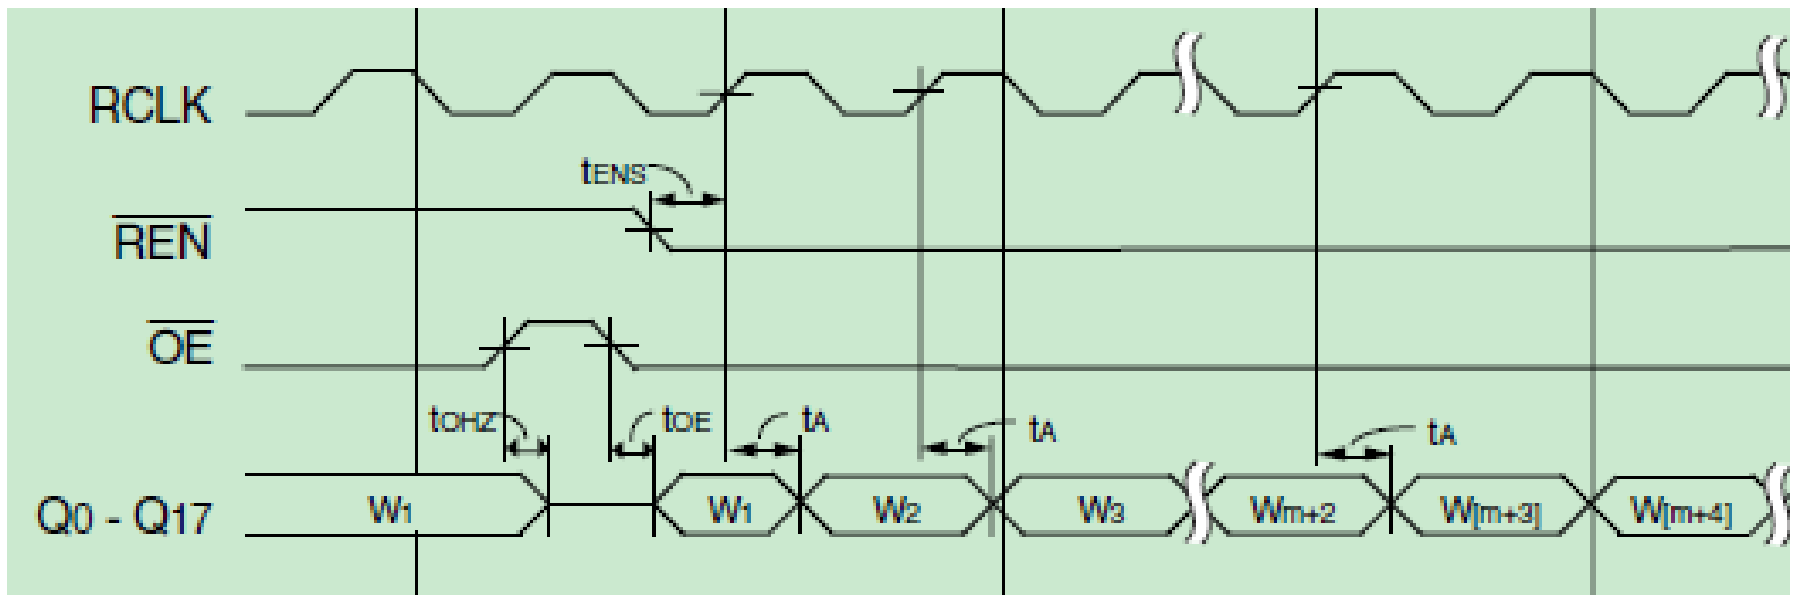 RCLK
tENS
REN
OE
tOHZ tOE tA tA tA
Q0 - Q17 W1 W1 W2 W3 Wm+2 W[m+3] W[m+4]